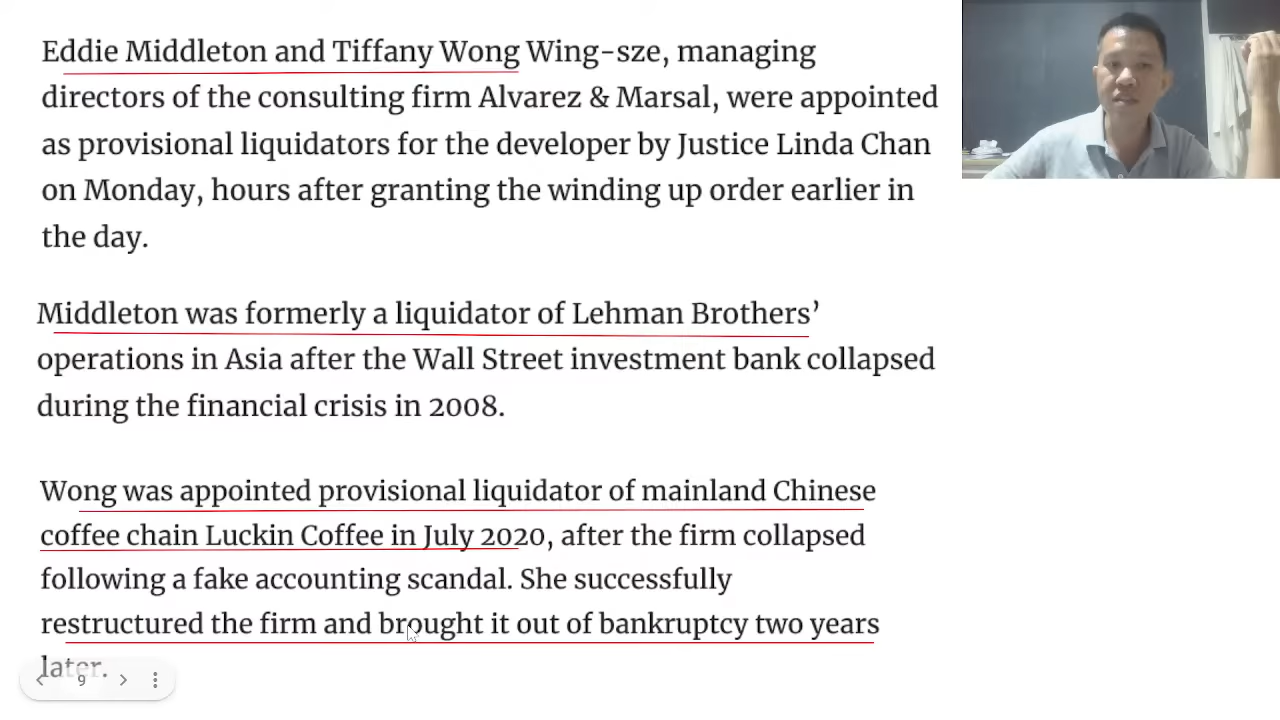 Eddie Middleton and Tiffany Wong Wing-sze, managing
directors of the consulting firm Alvarez & Marsal, were appointed
as provisional liquidators for the developer by Justice Linda Chan
on Monday, hours after granting the winding up order earlier in
the day.
Middleton was formerly a liquidator of Lehman Brothers’
operations in Asia after the Wall Street investment bank collapsed
during the financial crisis in 2008.
Wong was appointed provisional liquidator of mainland Chinese
coffee chain Luckin Coffee in July 2020, after the firm collapsed
following a fake accounting scandal. She successfully
restructured the firm and brought it out of bankruptcy two years
later.
9